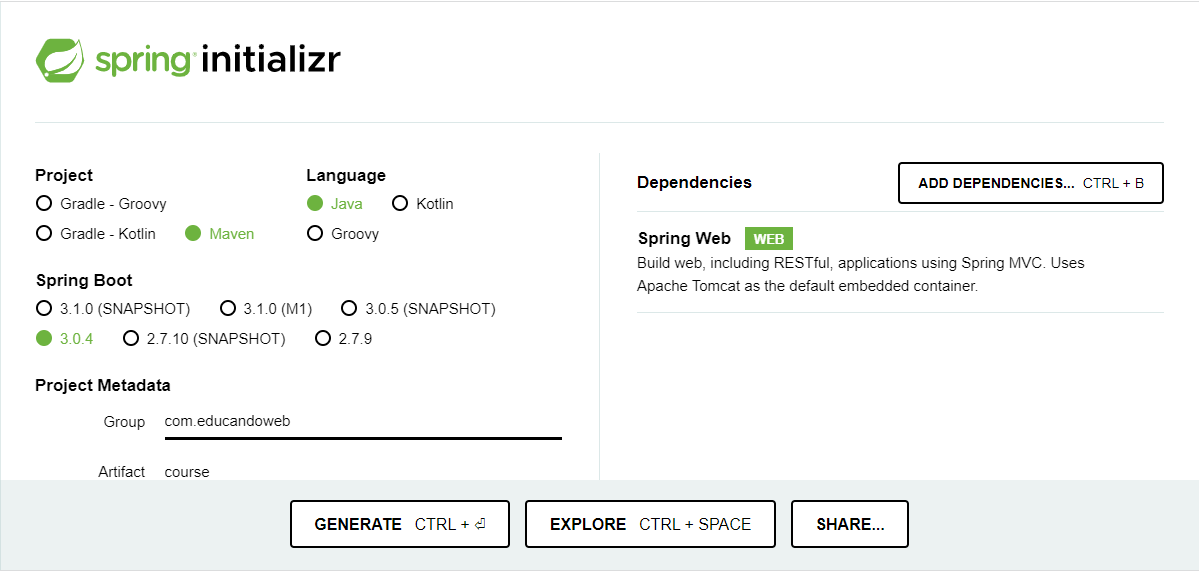 spring initializr
Project
Gradle - Groovy
Gradle - Kotlin Maven
Language
Java Kotlin
Groovy
Spring Boot
3.1.0 (SNAPSHOT) 3.1.0 (M1) 3.0.5 (SNAPSHOT)
3.0.4 2.7.10 (SNAPSHOT) 2.7.9
Project Metadata
Group com.educandoweb
Artifact course
Dependencies ADD DEPENDENCIES... CTRL + B
Spring Web WEB
Build web, including RESTful, applications using Spring MVC. Uses
Apache Tomcat as the default embedded container.
GENERATE CTRL + ⏎ EXPLORE CTRL + SPACE SHARE...